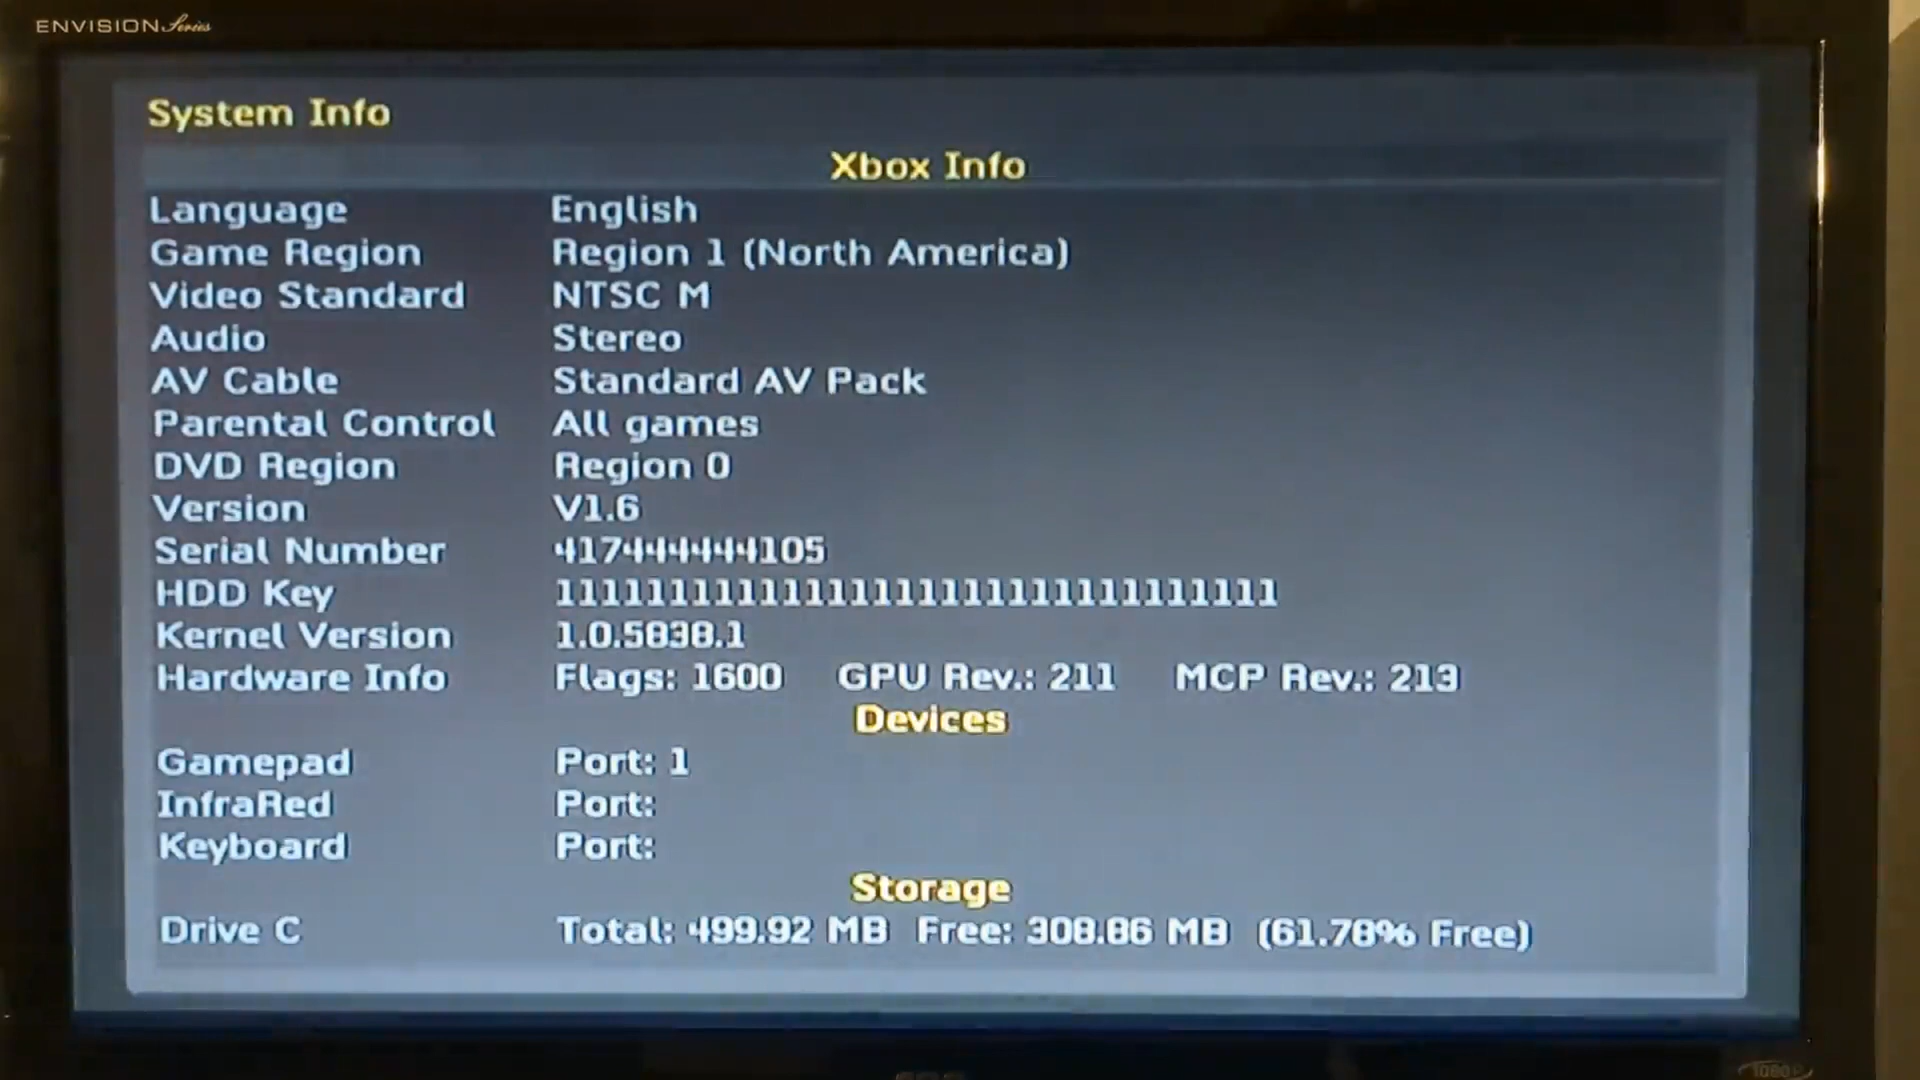 ENVISION Series
System Info
Xbox Info
Language English
Game Region Region 1 (North America)
Video Standard NTSC M
Audio Stereo
AV Cable Standard AV Pack
Parental Control All games
DVD Region Region 0
Version V1.6
Serial Number 417444444105
HDD Key 11111111111111111111111111111111
Kernel Version 1.0.5838.1
Hardware Info Flags: 1600 GPU Rev.: 211 MCP Rev.: 213
Devices
Gamepad Port: 1
InfraRed Port:
Keyboard Port:
Storage
Drive C Total: 499.92 MB Free: 308.86 MB (61.78% Free)
1080P